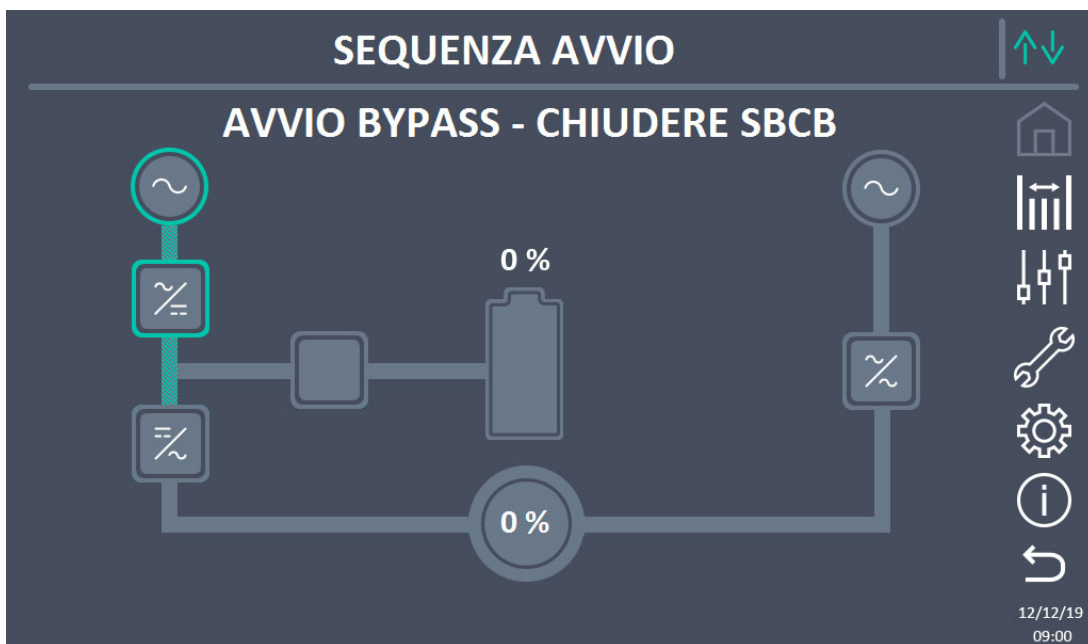 SEQUENZA AVVIO
AVVIO BYPASS - CHIUDERE SBCB
0 %
0 %
12/12/19
09:00